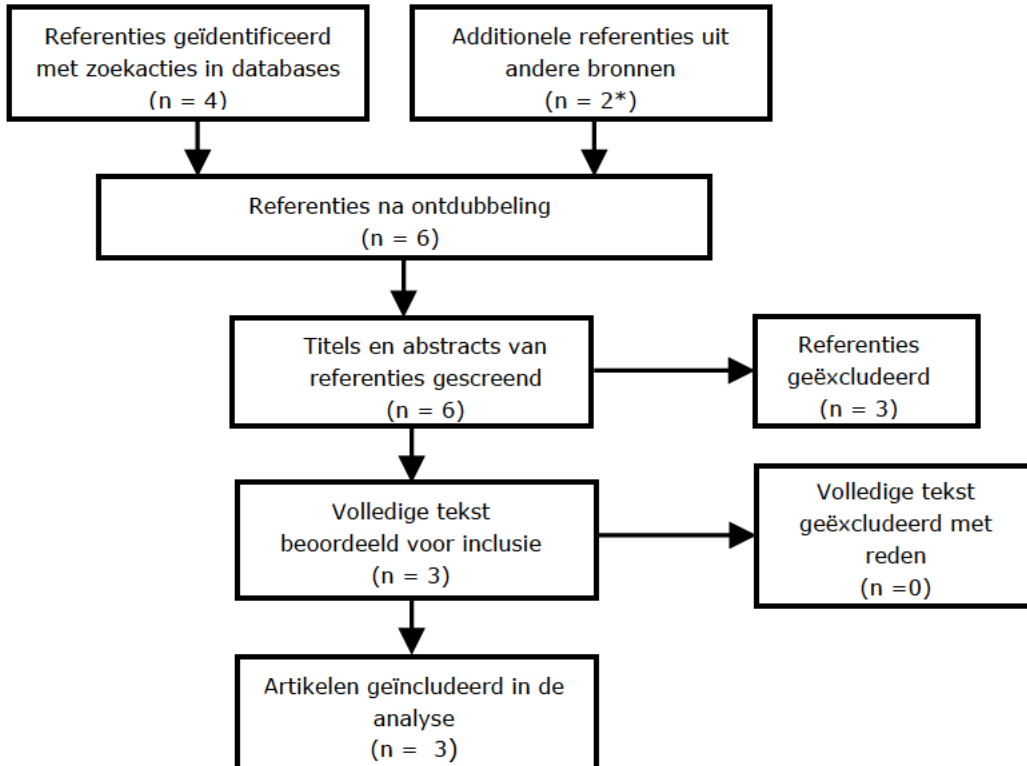 Referenties geïdentificeerd
met zoekacties in databases
(n = 4)
Additionele referenties uit
andere bronnen
(n = 2*)
Referenties na ontdubbeling
(n = 6)
Titels en abstracts van
referenties gescreend
(n = 6)
Referenties
geëxcludeerd
(n = 3)
Volledige tekst
beoordeeld voor inclusie
(n = 3)
Volledige tekst
geëxcludeerd met
reden
(n =0)
Artikelen geïncludeerd in de
analyse
(n = 3)